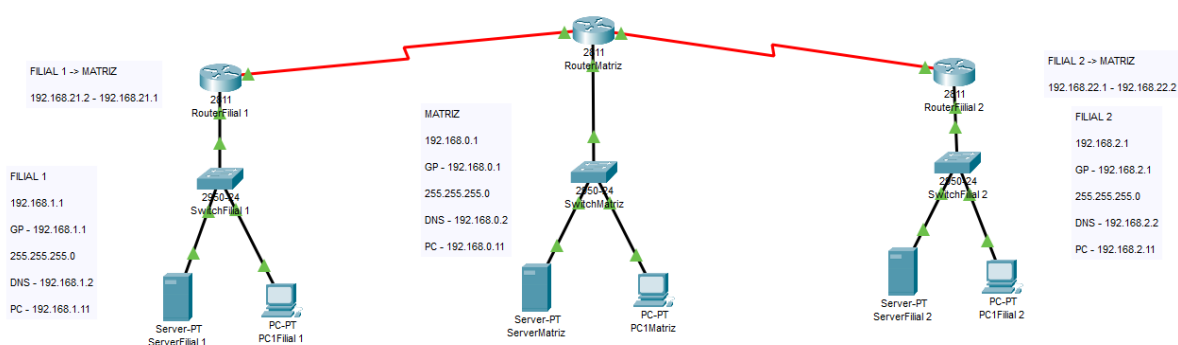 2811
RouterMatriz
FILIAL 1 -> MATRIZ
192.168.21.2 - 192.168.21.1
2811
RouterFilial 1
FILIAL 2 -> MATRIZ
192.168.22.1 - 192.168.22.2
2811
RouterFilial 2
MATRIZ
192.168.0.1
GP - 192.168.0.1
255.255.255.0
DNS - 192.168.0.2
PC - 192.168.0.11
FILIAL 2
192.168.2.1
GP - 192.168.2.1
255.255.255.0
DNS - 192.168.2.2
PC - 192.168.2.11
FILIAL 1
192.168.1.1
GP - 192.168.1.1
255.255.255.0
DNS - 192.168.1.2
PC - 192.168.1.11
2950-24
SwitchFilial 1
2950-24
SwitchMatriz
2950-24
SwitchFilial 2
Server-PT
ServerFilial 1
PC-PT
PC1Filial 1
Server-PT
ServerMatriz
PC-PT
PC1Matriz
Server-PT
ServerFilial 2
PC-PT
PC1Filial 2